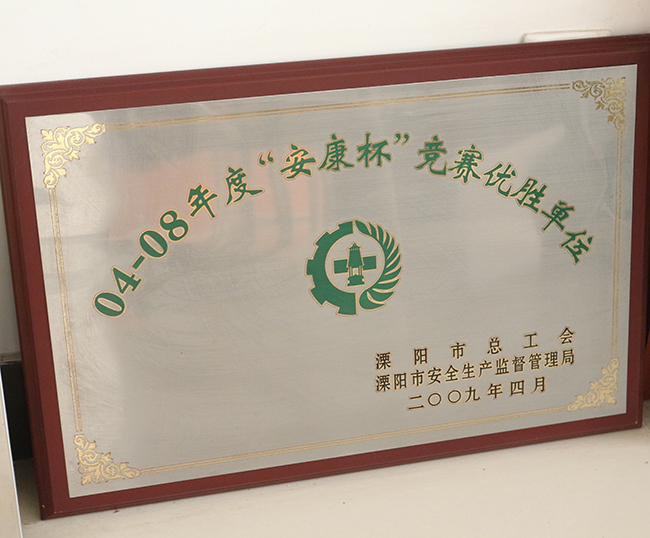 04-08年度“安康杯”竞赛优胜单位
溧阳市总工会
溧阳市安全生产监督管理局
二〇〇九年四月